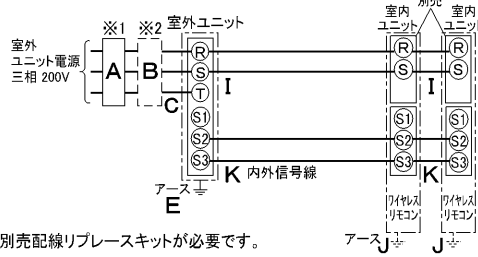 別売
※1
※2
室外ユニット
室内
ユニット
室内
ユニット
室外
ユニット電源
三相 200V
A
B
C
R
S
T
S1
S2
S3
I
R
S
S1
S2
S3
I
R
S
S1
S2
S3
K 内外信号線
K
アース
E
ワイヤレス
リモコン
ワイヤレス
リモコン
アース J
J
別売配線リプレースキットが必要です。